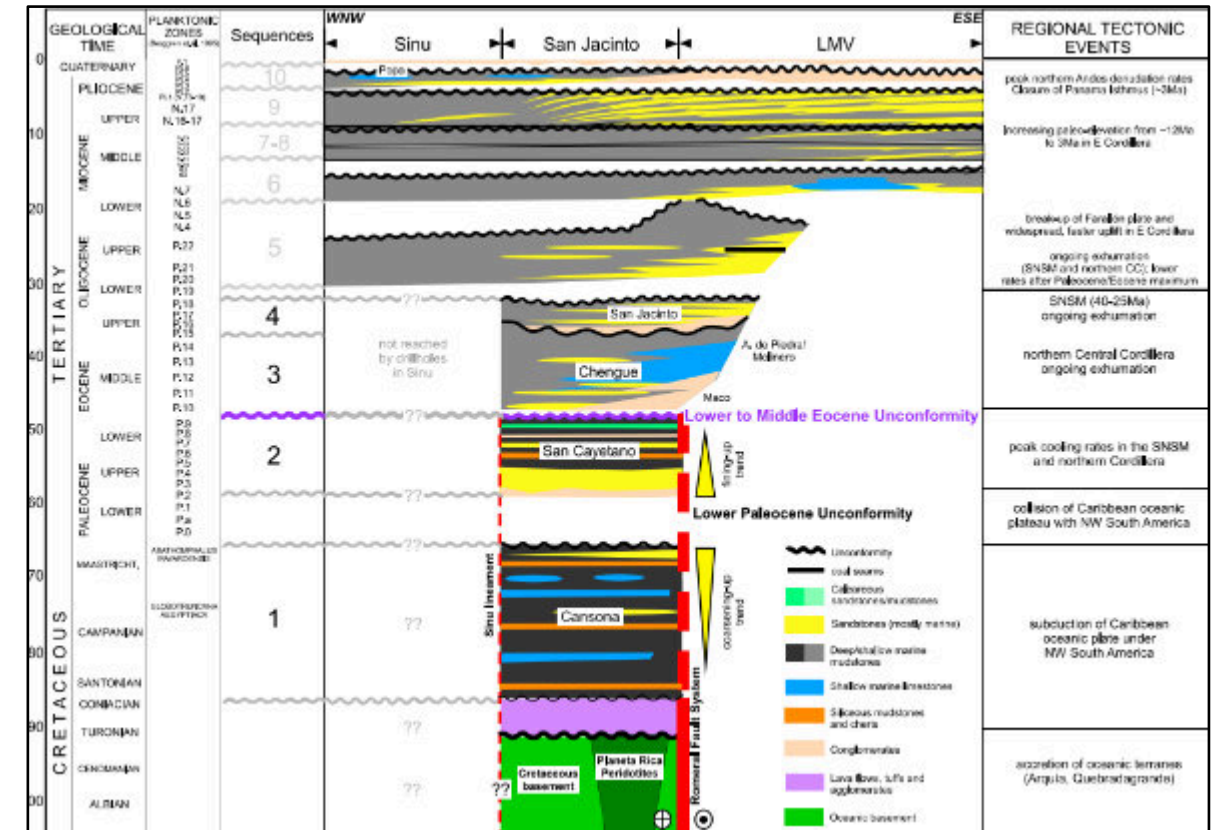 WNW
ESE
GEOLOGICAL
TIME
PLANKTONIC
ZONES
Sequences
Sinu
San Jacinto
LMV
REGIONAL TECTONIC
EVENTS
0
QUATERNARY
10
Popa
peak northern Andes denudation rates
Closure of Panama Isthmus (~3Ma)
PLIOCENE
9
N.17
UPPER
N.16-17
10
7-8
increasing paleo-elevation from ~12Ma
to 3Ma in E Cordillera
MIOCENE
MIDDLE
6
N.7
LOWER
N.6
20
N.5
N.4
break-up of Farallon plate and
widespread, faster uplift in E Cordillera
UPPER
P.22
5
ongoing exhumation
(SNSM and northern CC); lower
rates after Paleocene/Eocene maximum
OLIGOCENE
P.21
P.20
30
LOWER
P.19
P.18
??
SNSM (40-25Ma)
ongoing exhumation
TERTIARY
UPPER
P.17
P.16
P.15
4
San Jacinto
P.14
not reached
by drillholes
in Sinu
A. de Piedra/
Molinero
40
P.13
northern Central Cordillera
ongoing exhumation
EOCENE
MIDDLE
P.12
3
Chengue
P.11
Maco
P.10
??
Lower to Middle Eocene Unconformity
50
P.9
P.8
LOWER
P.7
P.6
2
San Cayetano
fining-up
trend
peak cooling rates in the SNSM
and northern Cordillera
P.5
UPPER
P.4
P.3
PALEOCENE
P.2
??
60
LOWER
P.1
Lower Paleocene Unconformity
collision of Caribbean oceanic
plateau with NW South America
P.a
P.0
??
MAASTRICHT.
70
Sinu lineament
coarsening-up
trend
CRETACEOUS
1
Cansona
CAMPANIAN
??
subduction of Caribbean
oceanic plate under
NW South America
80
SANTONIAN
CONIACIAN
90
TURONIAN
??
Romeral Fault System
CENOMANIAN
Cretaceous
basement
Planeta Rica
Peridotites
accretion of oceanic terranes
(Arquia, Quebradagrande)
??
??
00
ALBIAN
Unconformity
coal seams
Calcareous
sandstones/mudstones
Sandstones (mostly marine)
Deep/shallow marine
mudstones
Shallow marine limestones
Siliceous mudstones
and cherts
Conglomerates
Lava flows, tuffs and
agglomerates
Oceanic basement